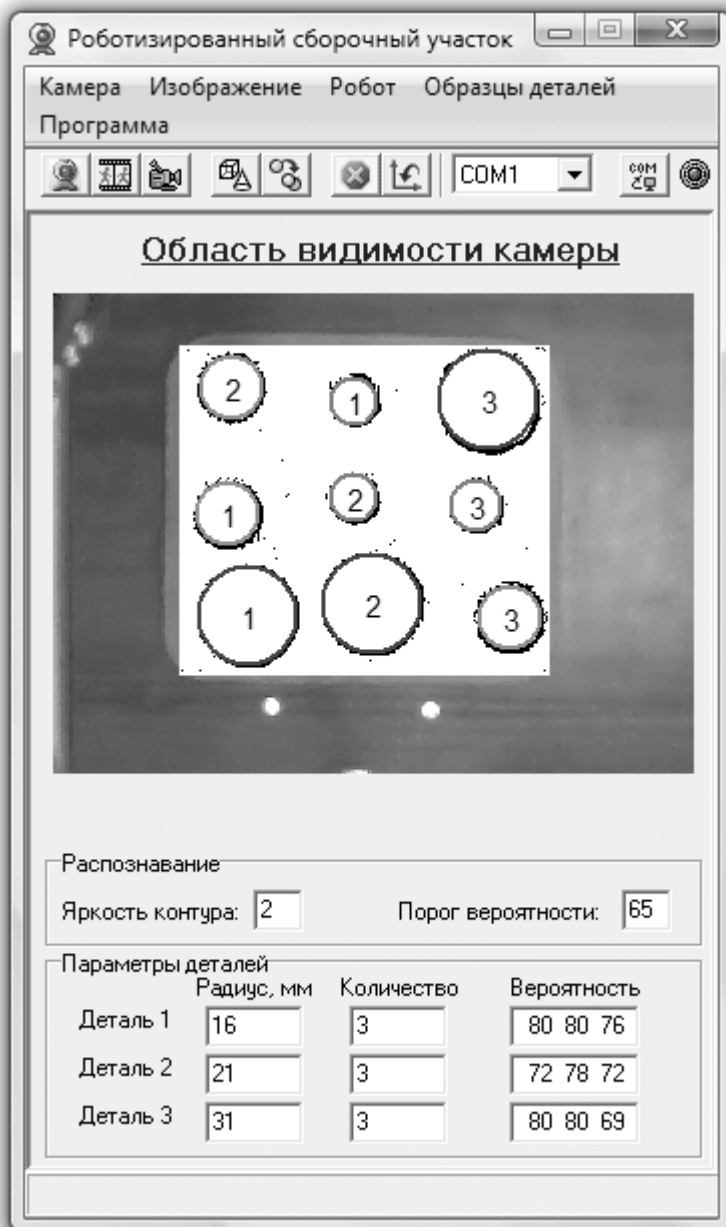 Роботизированный сборочный участок
Камера Изображение Робот Образцы деталей
Программа
COM1 COM
Область видимости камеры
2 1 3
1 2 3
1 2 3
Распознавание
Яркость контура: 2 Порог вероятности: 65
Параметры деталей
Радиус, мм Количество Вероятность
Деталь 1 16 3 80 80 76
Деталь 2 21 3 72 78 72
Деталь 3 31 3 80 80 69